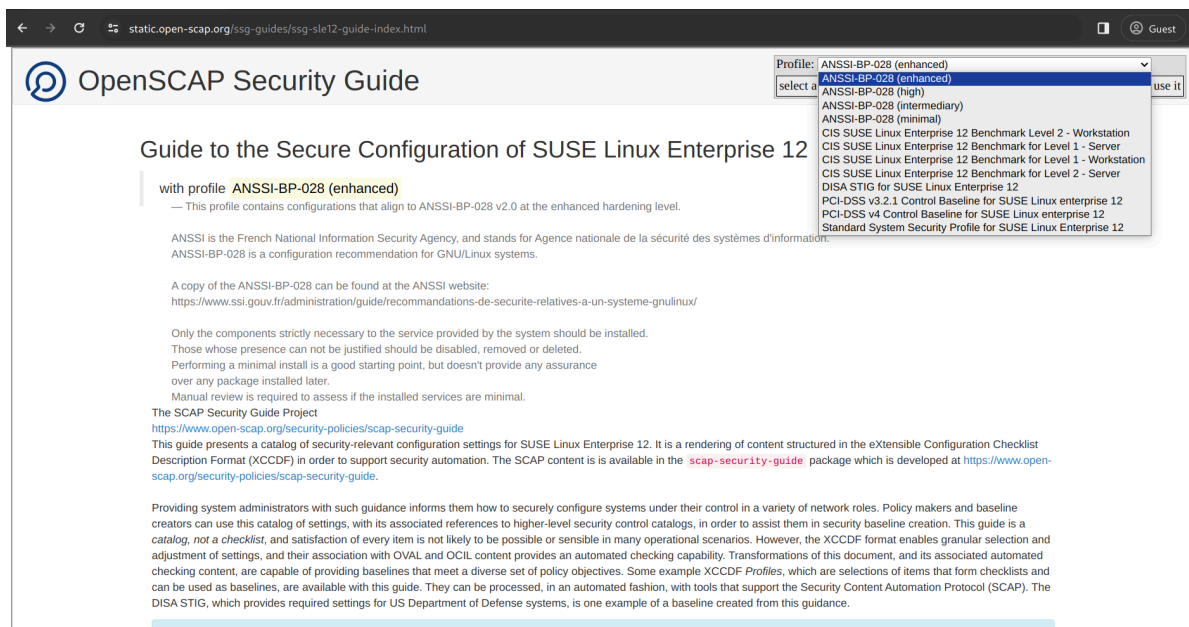 static.open-scap.org/ssg-guides/ssg-sle12-guide-index.html
Guest
OpenSCAP Security Guide
Profile: ANSSI-BP-028 (enhanced)
select a
use it
ANSSI-BP-028 (enhanced)
ANSSI-BP-028 (high)
ANSSI-BP-028 (intermediary)
ANSSI-BP-028 (minimal)
CIS SUSE Linux Enterprise 12 Benchmark Level 2 - Workstation
CIS SUSE Linux Enterprise 12 Benchmark for Level 1 - Server
CIS SUSE Linux Enterprise 12 Benchmark for Level 1 - Workstation
CIS SUSE Linux Enterprise 12 Benchmark for Level 2 - Server
DISA STIG for SUSE Linux Enterprise 12
PCI-DSS v3.2.1 Control Baseline for SUSE Linux enterprise 12
PCI-DSS v4 Control Baseline for SUSE Linux enterprise 12
Standard System Security Profile for SUSE Linux Enterprise 12
Guide to the Secure Configuration of SUSE Linux Enterprise 12
with profile ANSSI-BP-028 (enhanced)
— This profile contains configurations that align to ANSSI-BP-028 v2.0 at the enhanced hardening level.
ANSSI is the French National Information Security Agency, and stands for Agence nationale de la sécurité des systèmes d'information.
ANSSI-BP-028 is a configuration recommendation for GNU/Linux systems.
A copy of the ANSSI-BP-028 can be found at the ANSSI website:
https://www.ssi.gouv.fr/administration/guide/recommandations-de-securite-relatives-a-un-systeme-gnulinux/
Only the components strictly necessary to the service provided by the system should be installed.
Those whose presence can not be justified should be disabled, removed or deleted.
Performing a minimal install is a good starting point, but doesn't provide any assurance
over any package installed later.
Manual review is required to assess if the installed services are minimal.
The SCAP Security Guide Project
https://www.open-scap.org/security-policies/scap-security-guide
This guide presents a catalog of security-relevant configuration settings for SUSE Linux Enterprise 12. It is a rendering of content structured in the eXtensible Configuration Checklist
Description Format (XCCDF) in order to support security automation. The SCAP content is is available in the scap-security-guide package which is developed at https://www.open-
scap.org/security-policies/scap-security-guide.
Providing system administrators with such guidance informs them how to securely configure systems under their control in a variety of network roles. Policy makers and baseline
creators can use this catalog of settings, with its associated references to higher-level security control catalogs, in order to assist them in security baseline creation. This guide is a
catalog, not a checklist, and satisfaction of every item is not likely to be possible or sensible in many operational scenarios. However, the XCCDF format enables granular selection and
adjustment of settings, and their association with OVAL and OCIL content provides an automated checking capability. Transformations of this document, and its associated automated
checking content, are capable of providing baselines that meet a diverse set of policy objectives. Some example XCCDF Profiles, which are selections of items that form checklists and
can be used as baselines, are available with this guide. They can be processed, in an automated fashion, with tools that support the Security Content Automation Protocol (SCAP). The
DISA STIG, which provides required settings for US Department of Defense systems, is one example of a baseline created from this guidance.